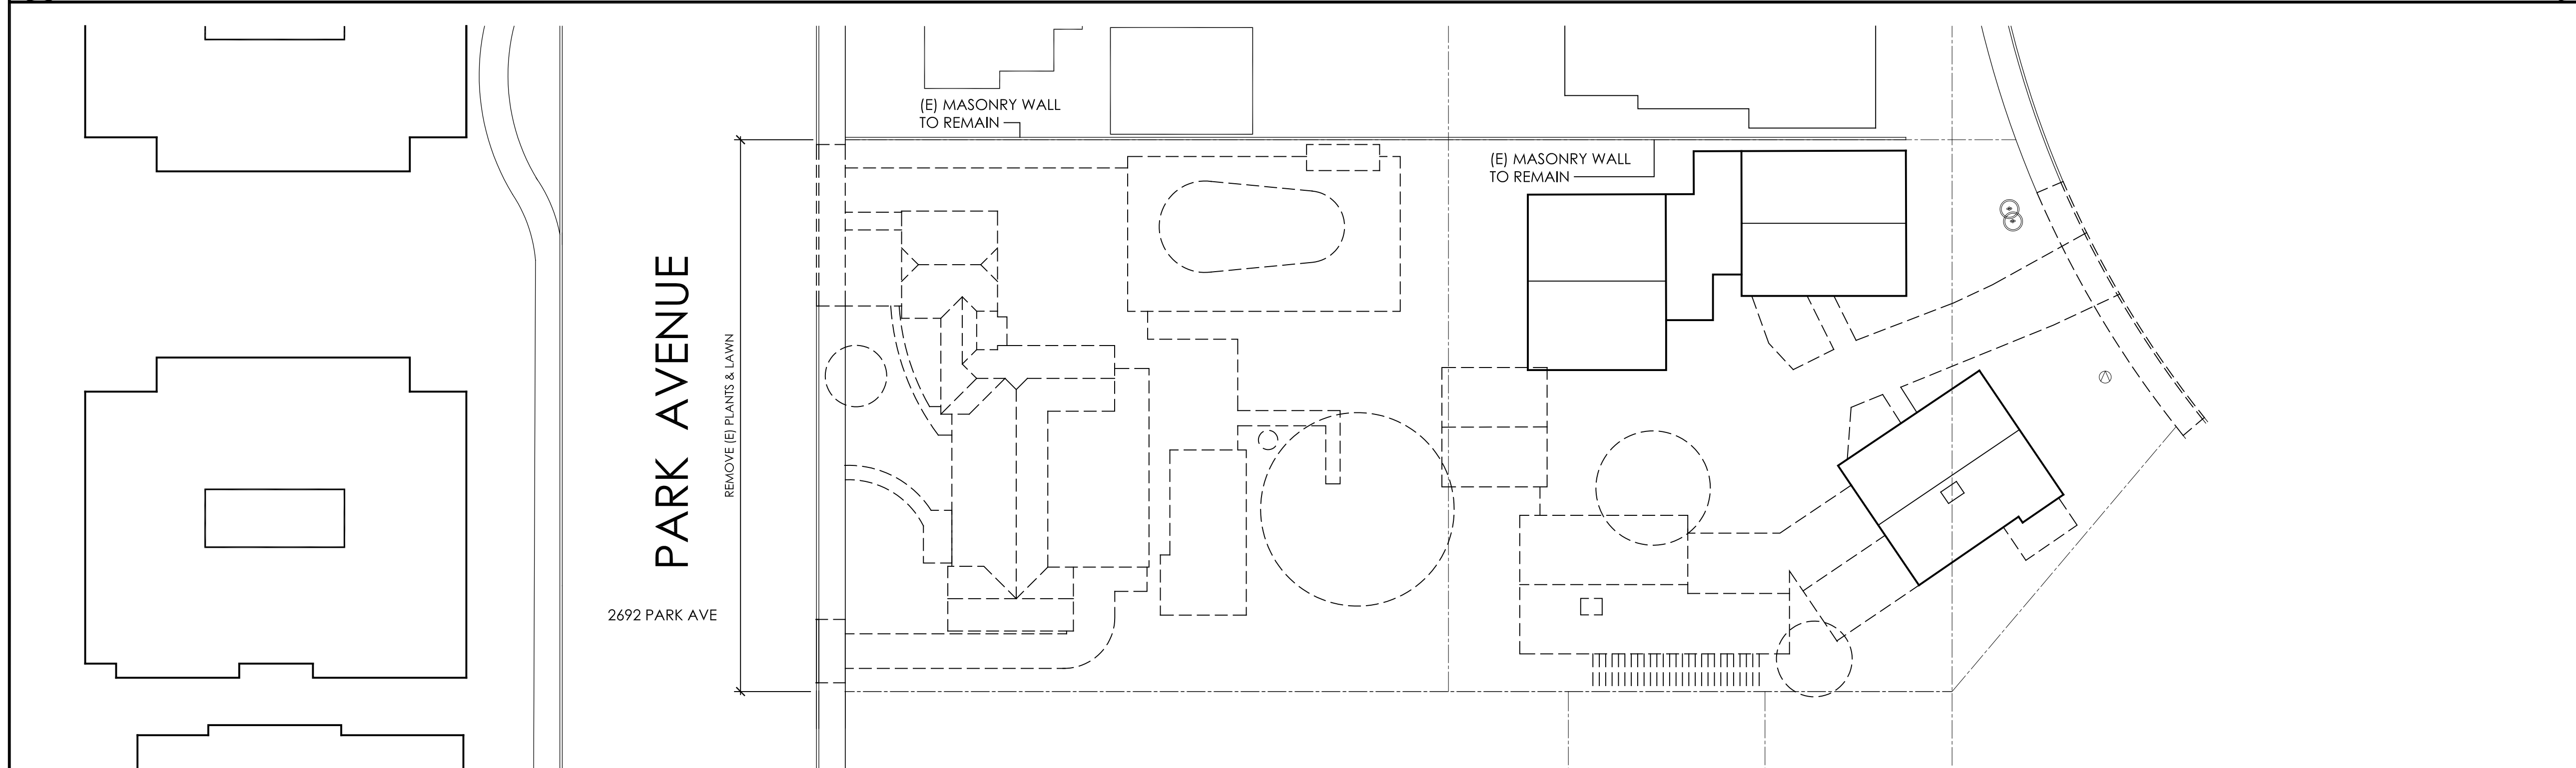 (E) MASONRY WALL
TO REMAIN
(E) MASONRY WALL
TO REMAIN
PARK AVENUE
REMOVE (E) PLANTS & LAWN
2692 PARK AVE